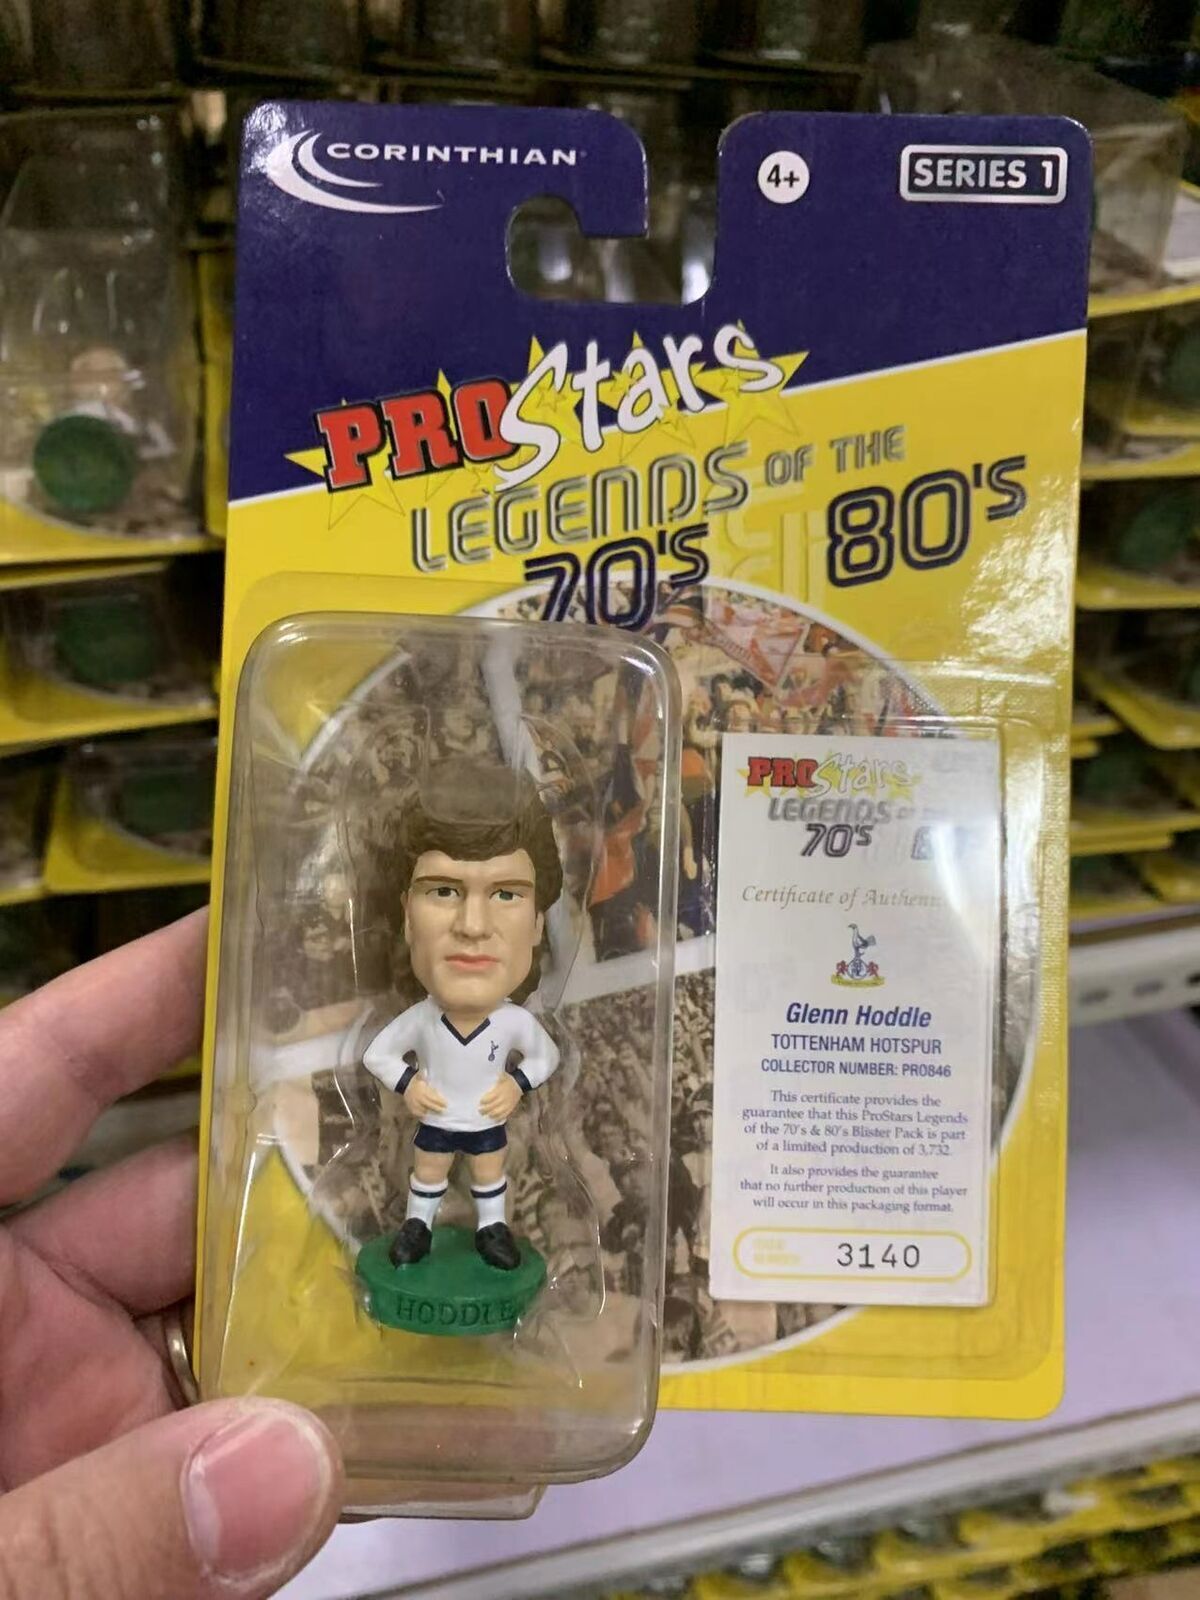 CORINTHIAN
4+
SERIES 1
PROStars
LEGENDS OF THE
70'S 80'S
PROStars
LEGENDS OF
70'S
Certificate of
Glenn Hoddle
TOTTENHAM HOTSPUR
COLLECTOR NUMBER: PRO846
This certificate provides the
guarantee that this ProStars Legends
of the 70's & 80's Blister Pack is part
of a limited production of 3,732.
It also provides the guarantee
that no further production of this player
will occur in this packaging format.
3140
HODDLE